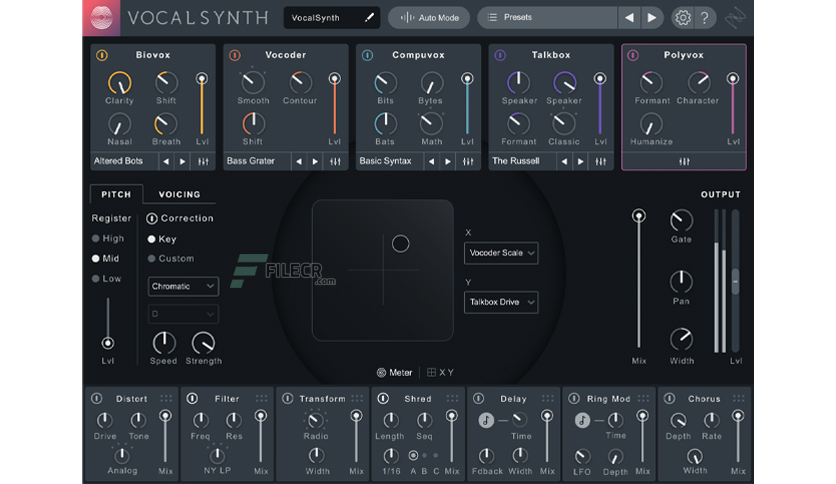 VOCALSYNTH VocalSynth Auto Mode Presets ?
Biovox Vocoder Compuvox Talkbox Polyvox
Clarity Shift Smooth Contour Bits Bytes Speaker Speaker Formant Character
Nasal Breath Lvl Shift Lvl Bats Math Lvl Formant Classic Lvl Humanize Lvl
Altered Bots Bass Grater Basic Syntax The Russell
PITCH VOICING OUTPUT
Register Correction
High Key
Mid Custom
Low
Chromatic
D
Lvl Speed Strength
FILECR
.com
X
Vocoder Scale
Y
Talkbox Drive
Meter X Y
Gate
Pan
Mix Width Lvl
Distort Filter Transform Shred Delay Ring Mod Chorus
Drive Tone Freq Res Radio Length Seq Time Time Depth Rate
Analog Mix NY LP Mix Width Mix 1/16 A B C Mix Fdback Width Mix LFO Depth Mix Width Mix